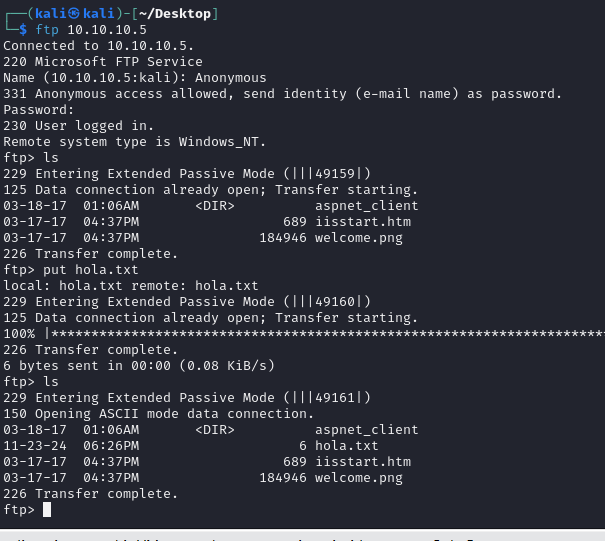 ┌──(kali㉿kali)-[~/Desktop]
└─$ ftp 10.10.10.5
Connected to 10.10.10.5.
220 Microsoft FTP Service
Name (10.10.10.5:kali): Anonymous
331 Anonymous access allowed, send identity (e-mail name) as password.
Password:
230 User logged in.
Remote system type is Windows_NT.
ftp> ls
229 Entering Extended Passive Mode (|||49159|)
125 Data connection already open; Transfer starting.
03-18-17  01:06AM       <DIR>          aspnet_client
03-17-17  04:37PM                  689 iisstart.htm
03-17-17  04:37PM               184946 welcome.png
226 Transfer complete.
ftp> put hola.txt
local: hola.txt remote: hola.txt
229 Entering Extended Passive Mode (|||49160|)
125 Data connection already open; Transfer starting.
100% |**********************************************************************
226 Transfer complete.
6 bytes sent in 00:00 (0.08 KiB/s)
ftp> ls
229 Entering Extended Passive Mode (|||49161|)
150 Opening ASCII mode data connection.
03-18-17  01:06AM       <DIR>          aspnet_client
11-23-24  06:26PM                    6 hola.txt
03-17-17  04:37PM                  689 iisstart.htm
03-17-17  04:37PM               184946 welcome.png
226 Transfer complete.
ftp>